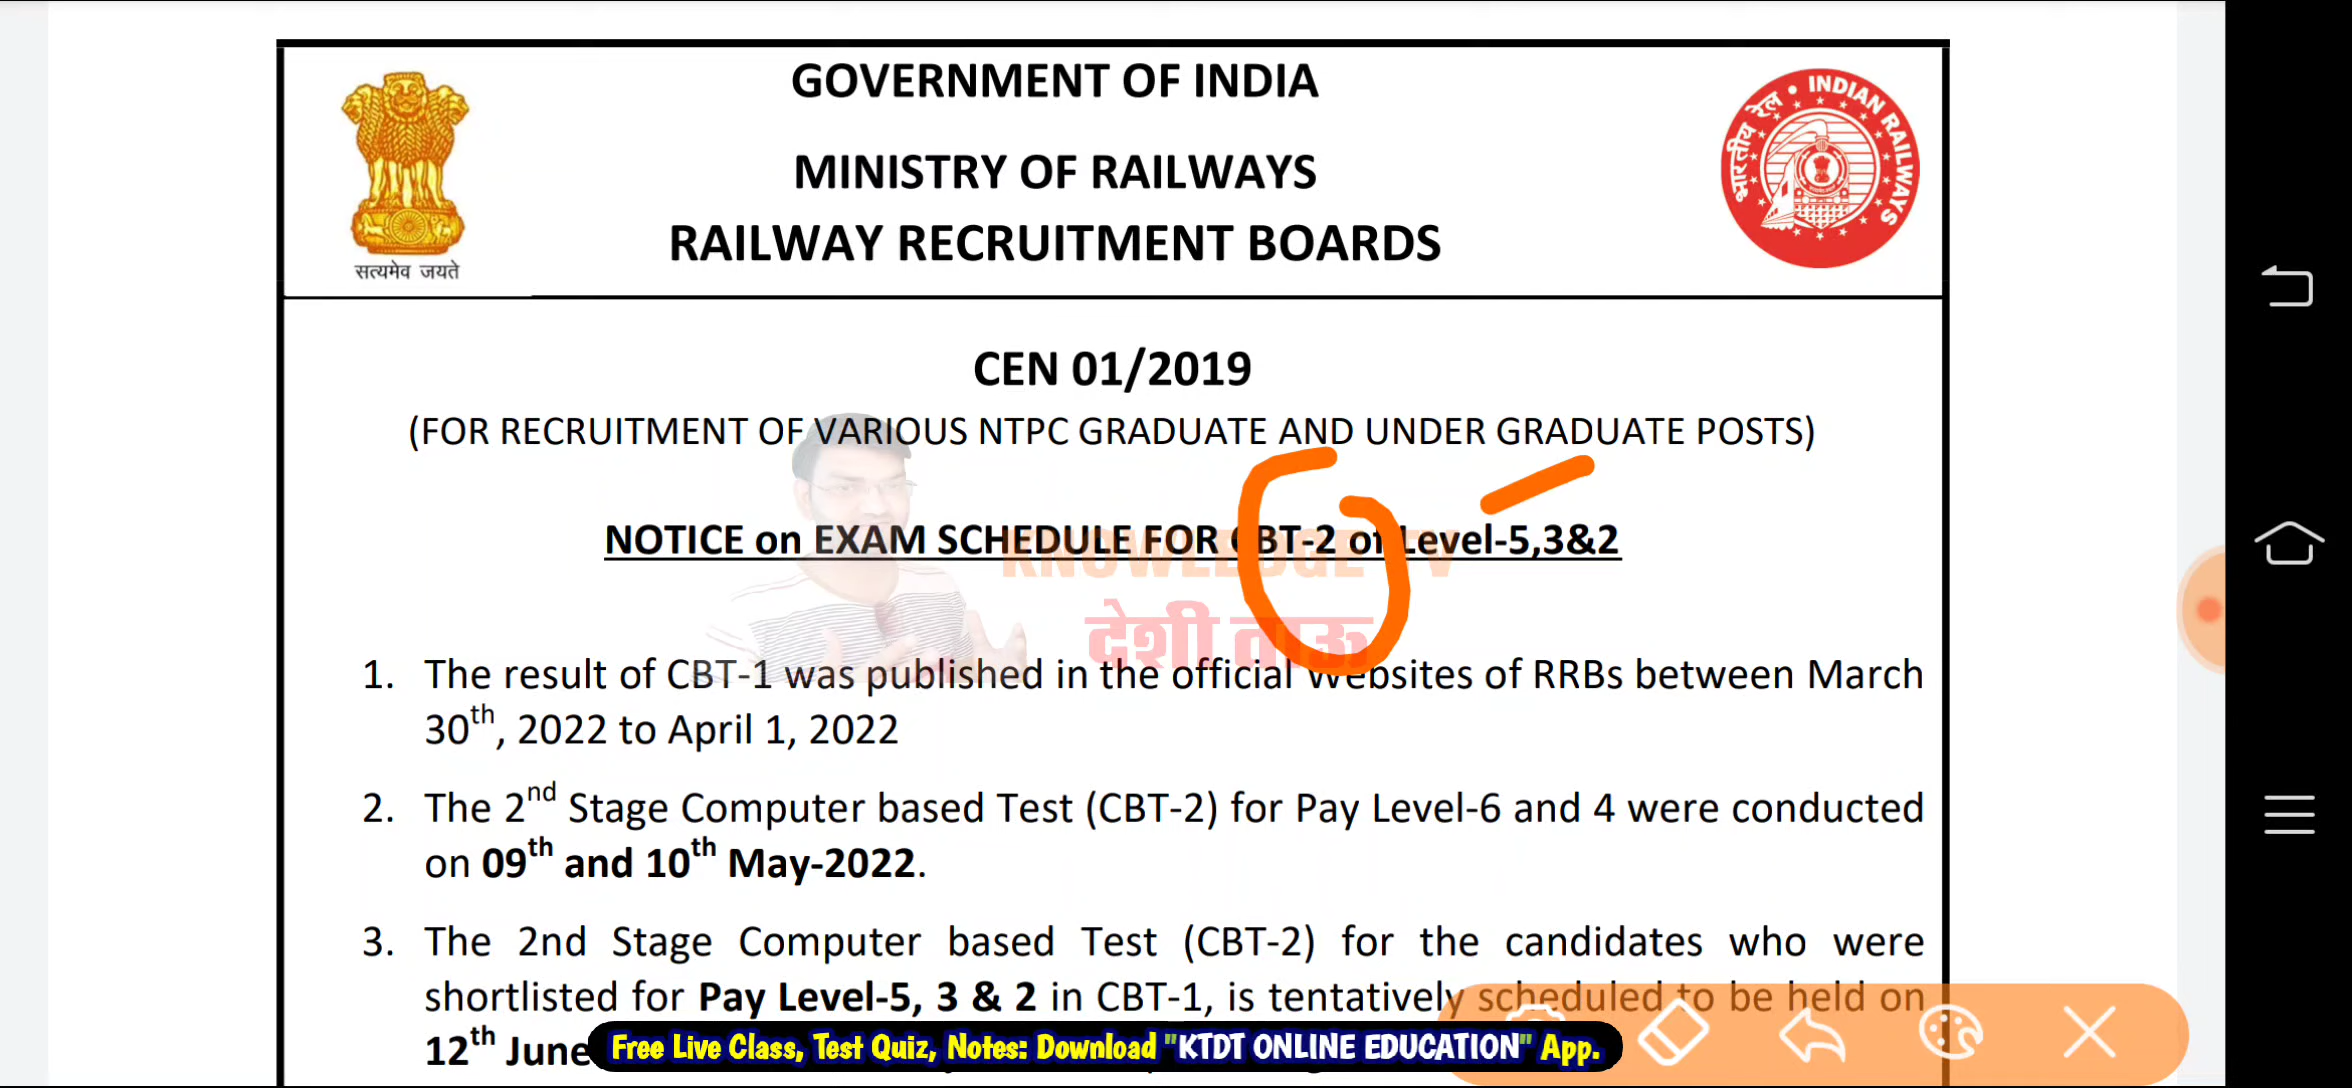 GOVERNMENT OF INDIA
MINISTRY OF RAILWAYS
RAILWAY RECRUITMENT BOARDS
सत्यमेव जयते
भारतीय रेल • INDIAN RAILWAYS
CEN 01/2019
(FOR RECRUITMENT OF VARIOUS NTPC GRADUATE AND UNDER GRADUATE POSTS)
NOTICE on EXAM SCHEDULE FOR CBT-2 of Level-5,3&2
KNOWLEDGE TV
देशी ताऊ
1. The result of CBT-1 was published in the official Websites of RRBs between March
30th, 2022 to April 1, 2022
2. The 2nd Stage Computer based Test (CBT-2) for Pay Level-6 and 4 were conducted
on 09th and 10th May-2022.
3. The 2nd Stage Computer based Test (CBT-2) for the candidates who were
shortlisted for Pay Level-5, 3 & 2 in CBT-1, is tentatively scheduled to be held on
12th June
Free Live Class, Test Quiz, Notes: Download "KTDT ONLINE EDUCATION" App.